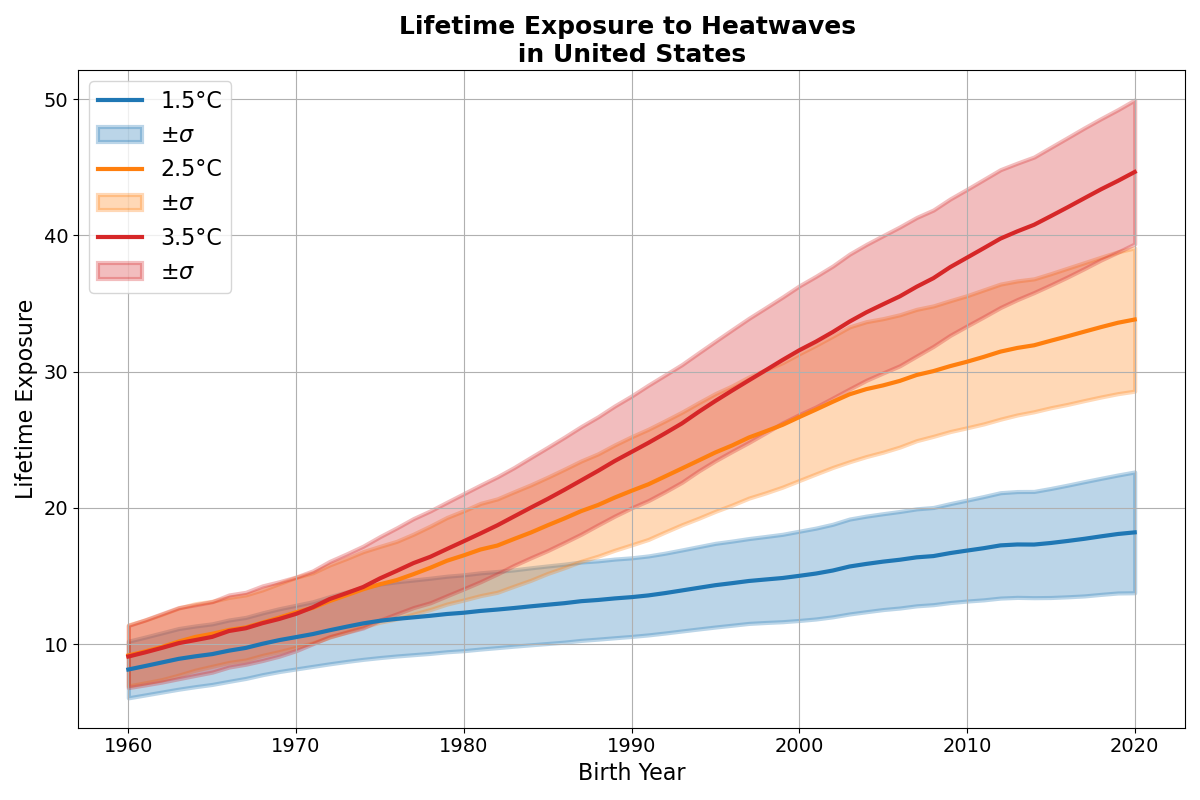 Lifetime Exposure to Heatwaves
in United States
1.5°C
±σ
2.5°C
±σ
3.5°C
±σ
Lifetime Exposure
50
40
30
20
10
1960
1970
1980
1990
2000
2010
2020
Birth Year